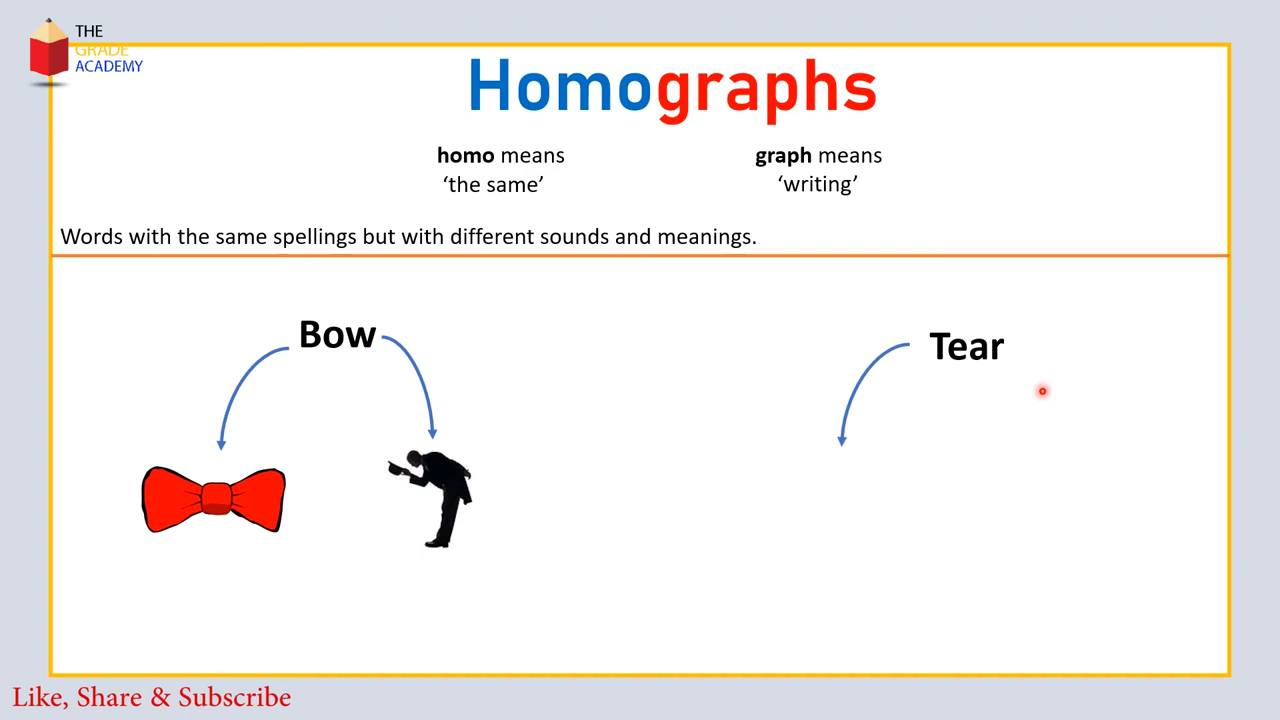 THE
GRADE
ACADEMY
Homographs
homo means
‘the same’
graph means
‘writing’
Words with the same spellings but with different sounds and meanings.
Bow
Tear
Like, Share & Subscribe